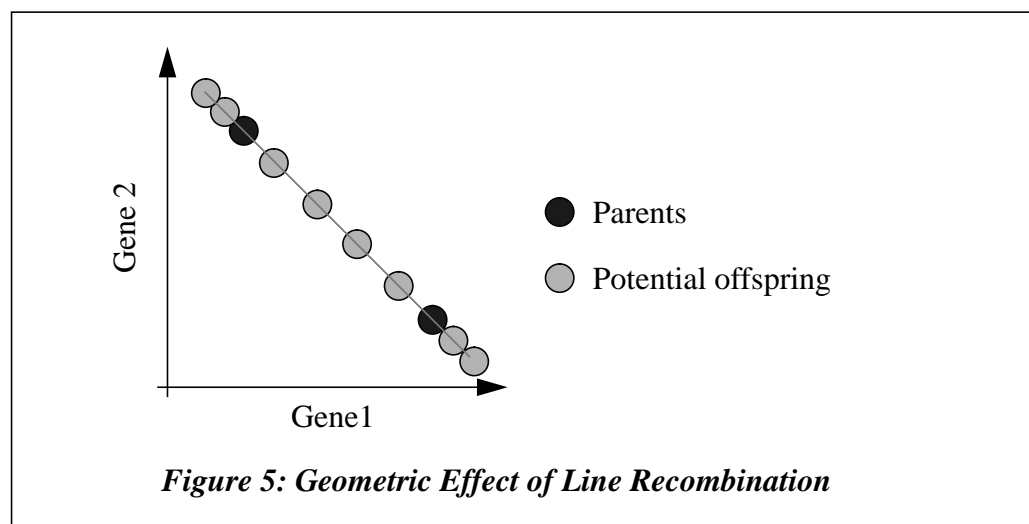 Gene 2
Parents
Potential offspring
Gene1
Figure 5: Geometric Effect of Line Recombination